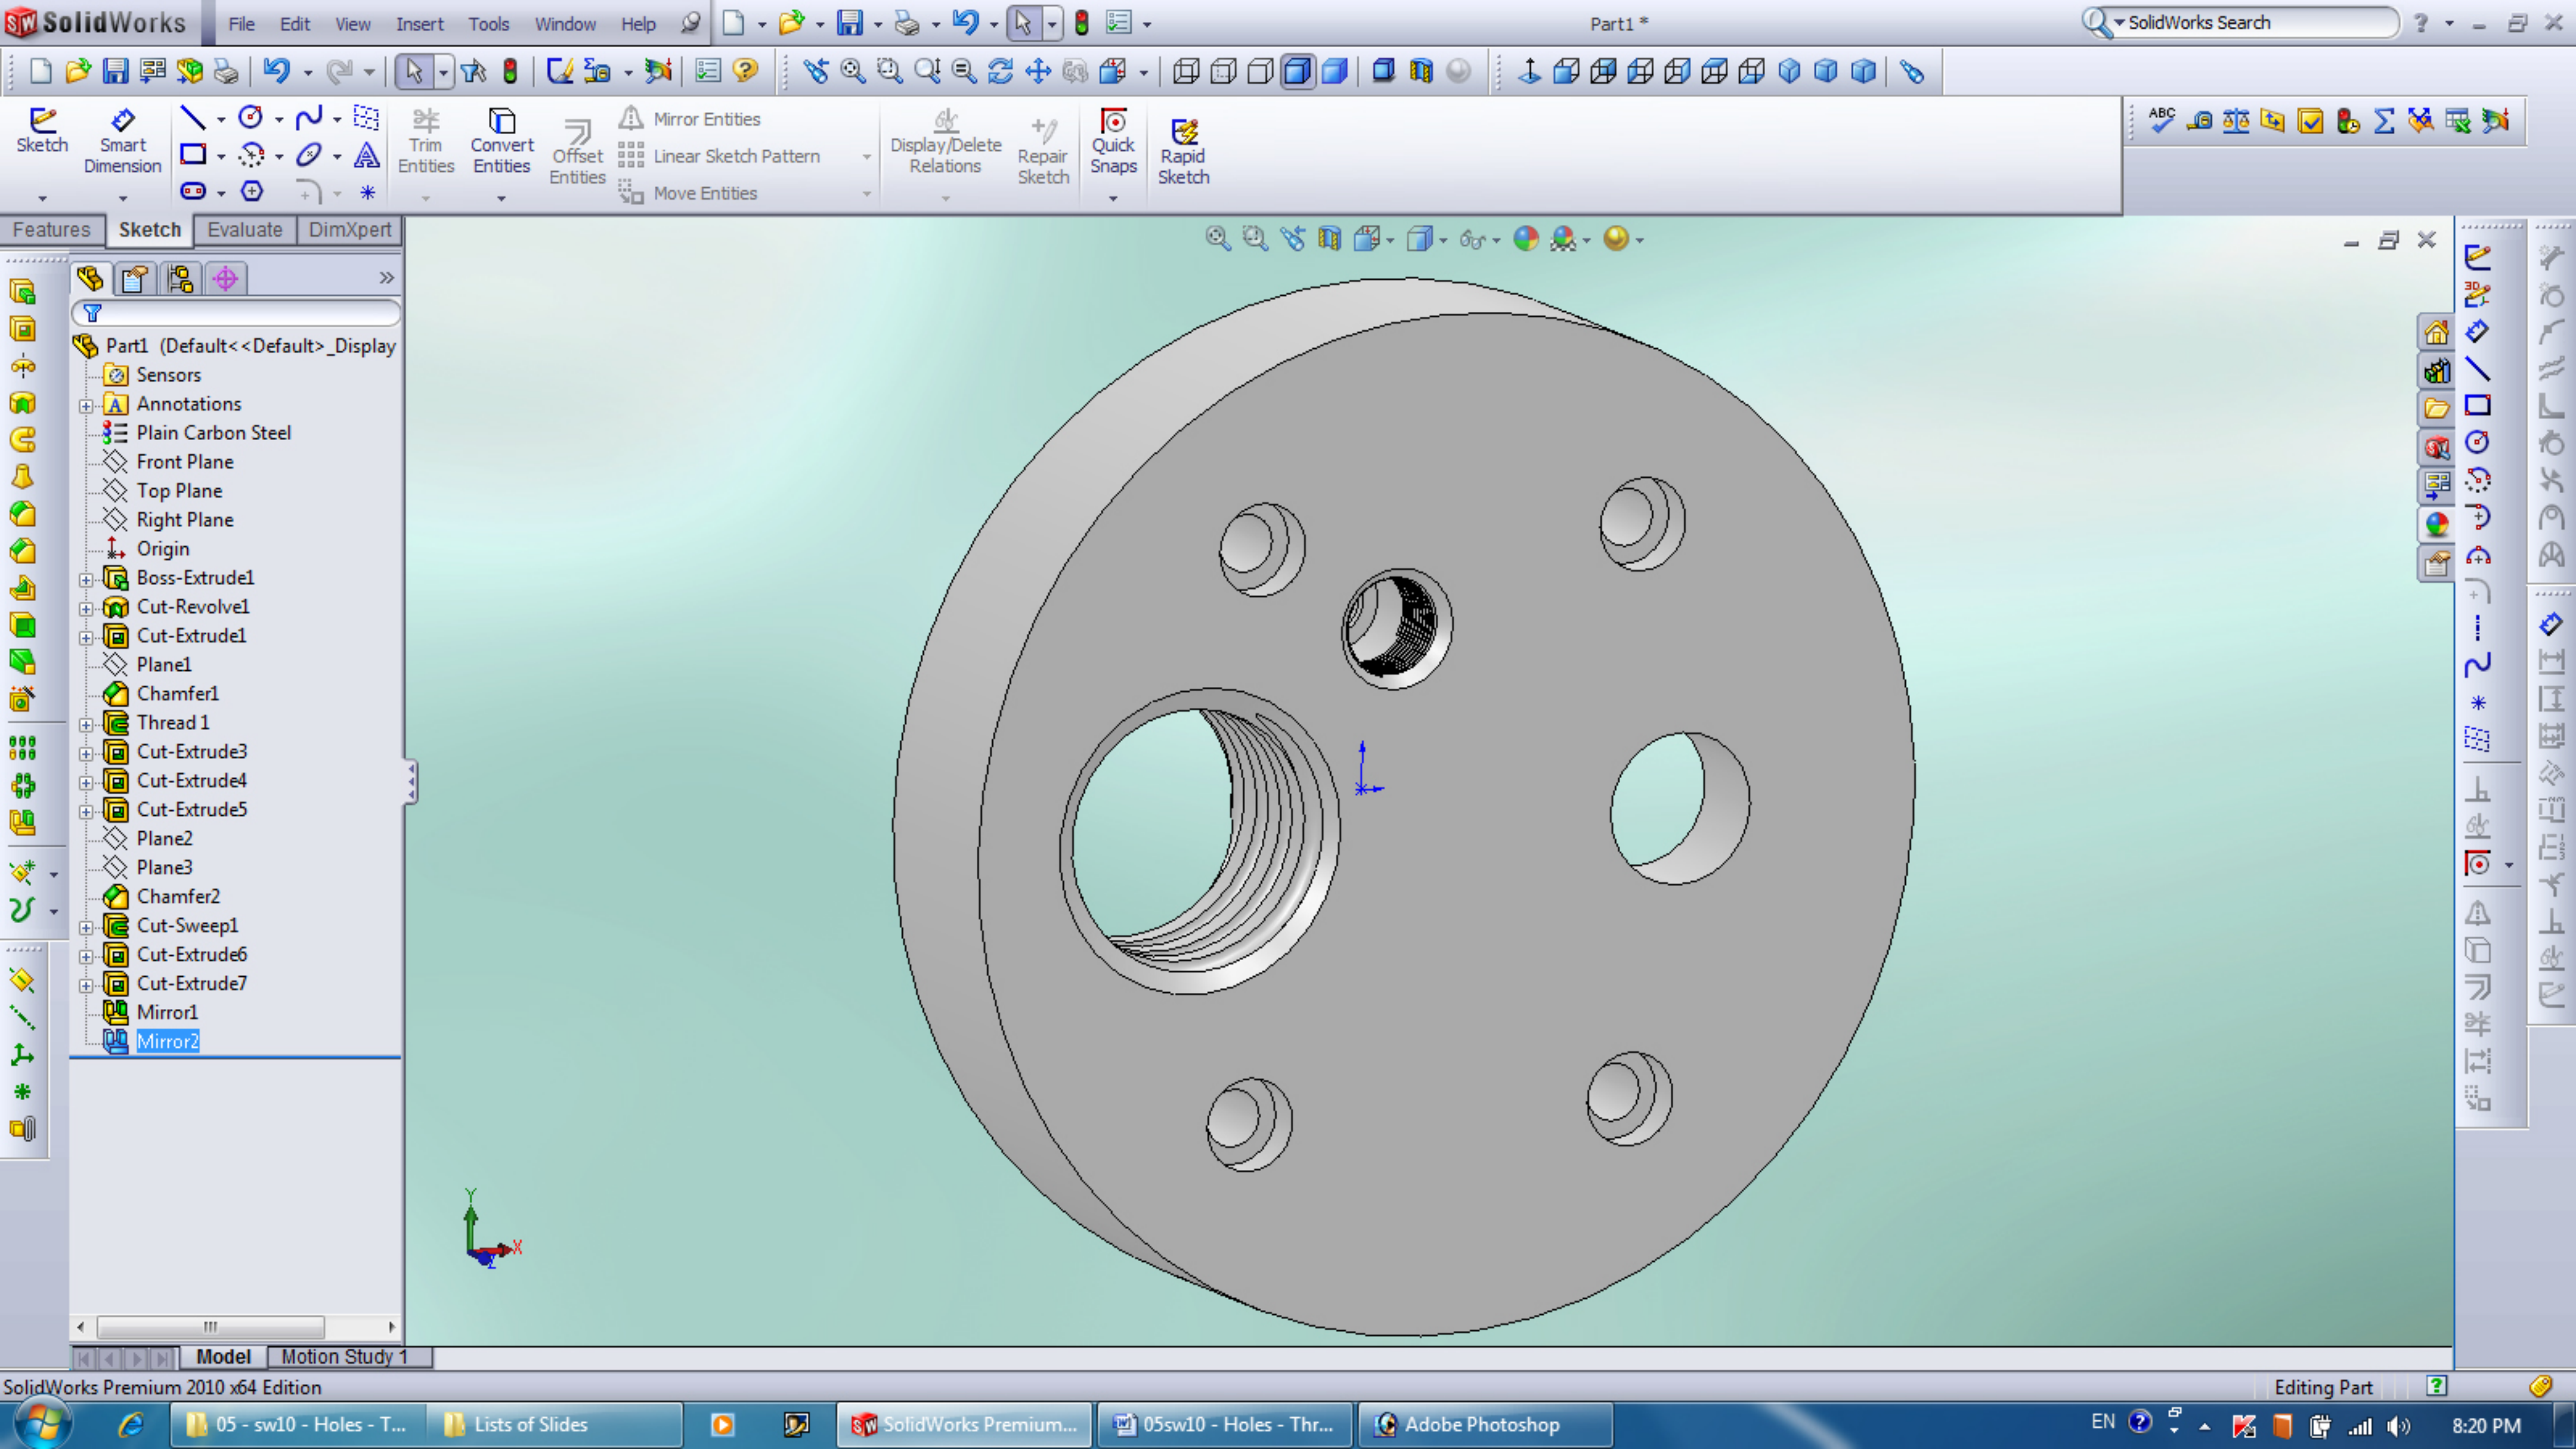 SolidWorks File Edit View Insert Tools Window Help Part1 * SolidWorks Search ?
Sketch Smart Dimension Trim Entities Convert Entities Offset Entities Mirror Entities Linear Sketch Pattern Move Entities Display/Delete Relations Repair Sketch Quick Snaps Rapid Sketch ABC
Features Sketch Evaluate DimXpert
3D
Part1 (Default<<Default>_Display
Sensors
Annotations
Plain Carbon Steel
Front Plane
Top Plane
Right Plane
Origin
Boss-Extrude1
Cut-Revolve1
Cut-Extrude1
Plane1
Chamfer1
Thread 1
Cut-Extrude3
Cut-Extrude4
Cut-Extrude5
Plane2
Plane3
Chamfer2
Cut-Sweep1
Cut-Extrude6
Cut-Extrude7
Mirror1
Mirror2
Y
X
Z
Model Motion Study 1
SolidWorks Premium 2010 x64 Edition Editing Part
05 - sw10 - Holes - T... Lists of Slides SolidWorks Premium... 05sw10 - Holes - Thr... Adobe Photoshop EN 8:20 PM